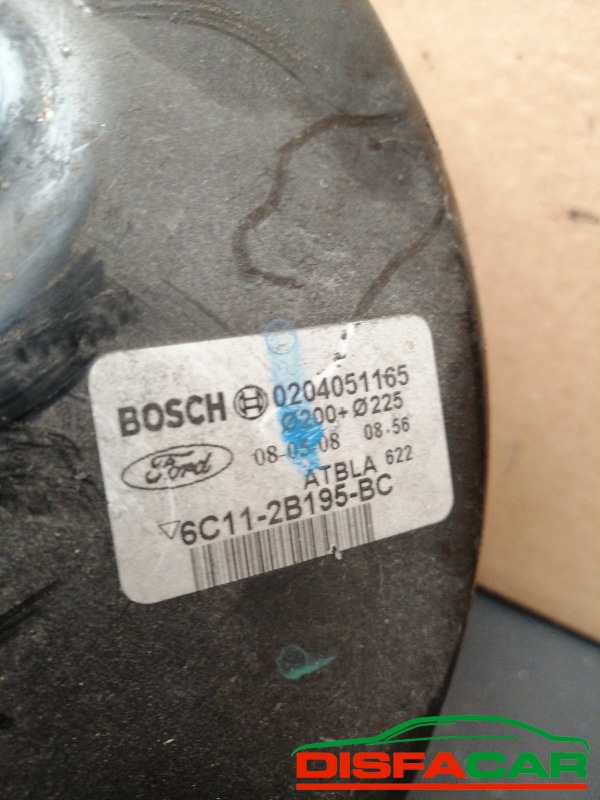 BOSCH 0204051165
Ø200+Ø225
Ford 08-05-08 08.56
ATBLA 622
6C11-2B195-BC
DISFACAR